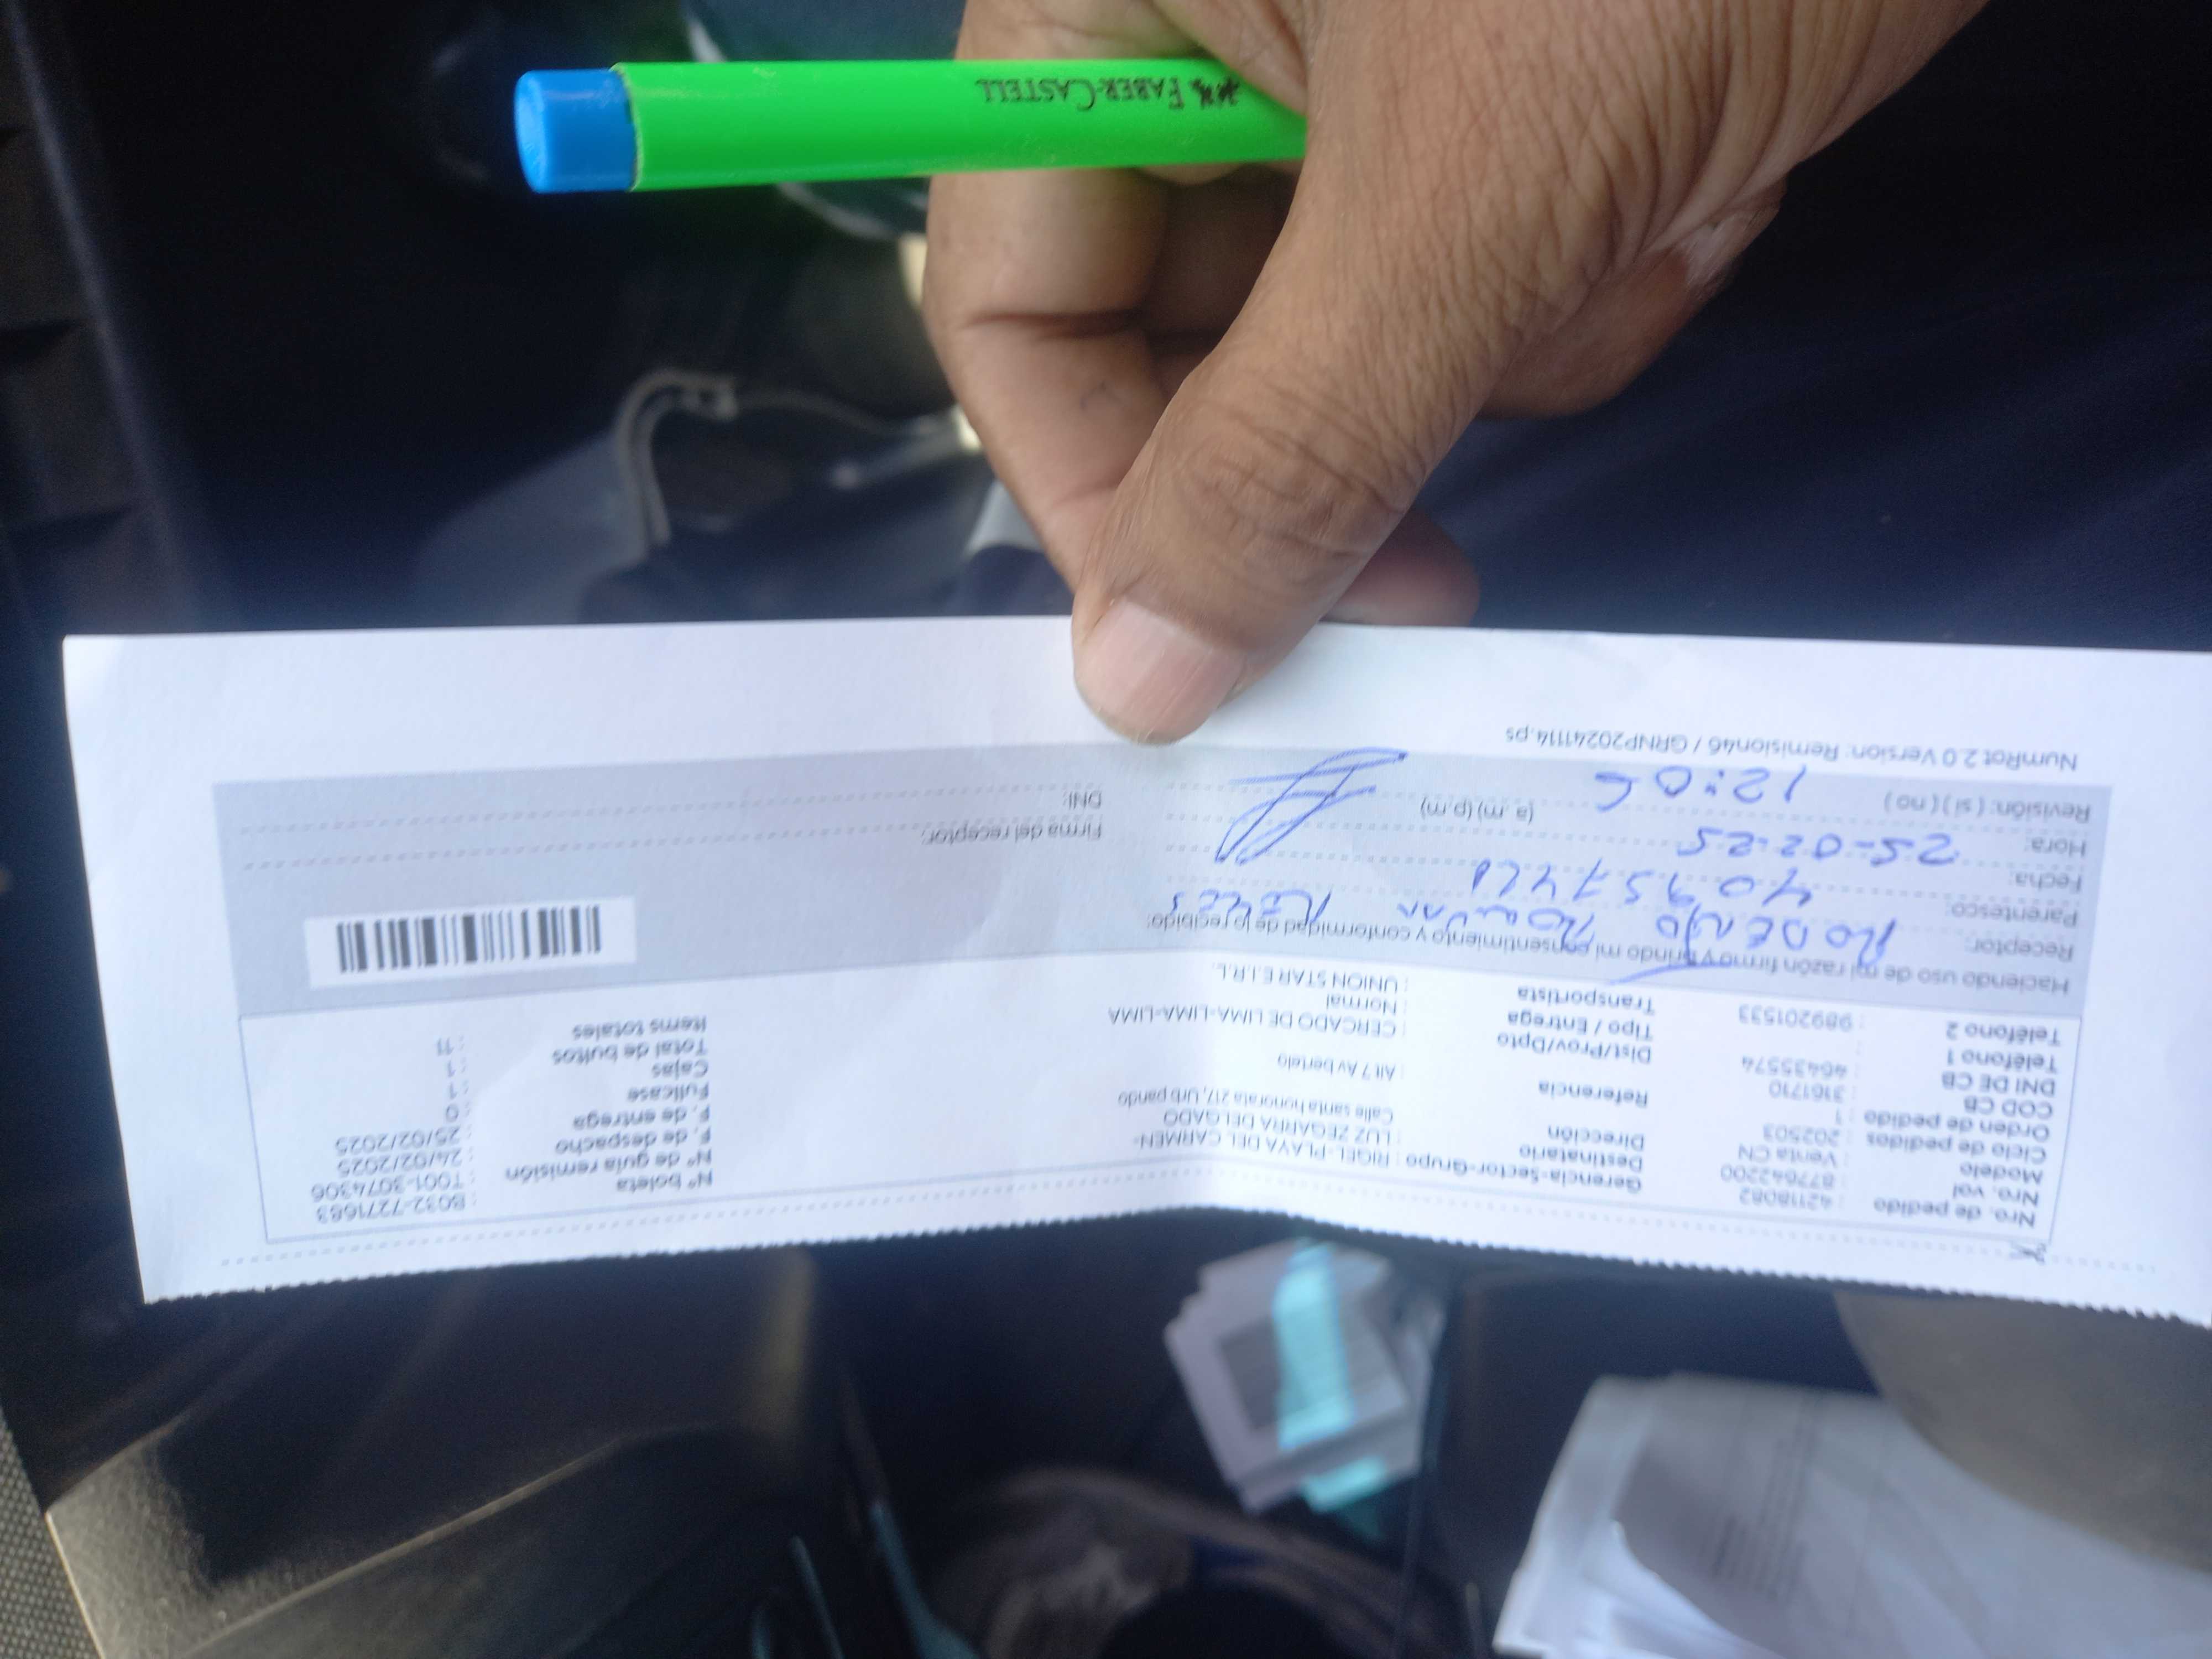 FABER-CASTELL
Nro. de pedido : 42118082
Nro. vol : 877642200
Modelo : Venta CN
Ciclo de pedidos : 202503
Orden de pedido : 1
COD CB : 3161710
DNI DE CB : 46435574
Teléfono 1 :
Teléfono 2 : 989201533
Gerencia-Sector-Grupo : RIGEL-PLAYA DEL CARMEN-
Destinatario : LUZ ZEGARRA DELGADO
Dirección : Calle santa honorata 217, Urb pando
Referencia : Alt 7 Av bertelo
Dist/Prov/Dpto : CERCADO DE LIMA-LIMA-LIMA
Tipo / Entrega : Normal
Transportista : UNION STAR E.I.R.L.
N° boleta : B032-7271683
N° de guia remisión : T001-3074306
F. de despacho : 24/02/2025
F. de entrega : 25/02/2025
Fullcase : 0
Cajas : 1
Total de bultos : 1
Items totales : 11
Haciendo uso de mi razón firmo y brindo mi consentimiento y conformidad de lo recibido:
Receptor:
Parentesco:
Fecha: 25-02-25
Hora: 12:06 (a. m) (p. m)
Revisión: ( si ) ( no )
Firma del receptor:
DNI:
NumRot 2.0 Version: Remision46 / GRNP20241114.ps